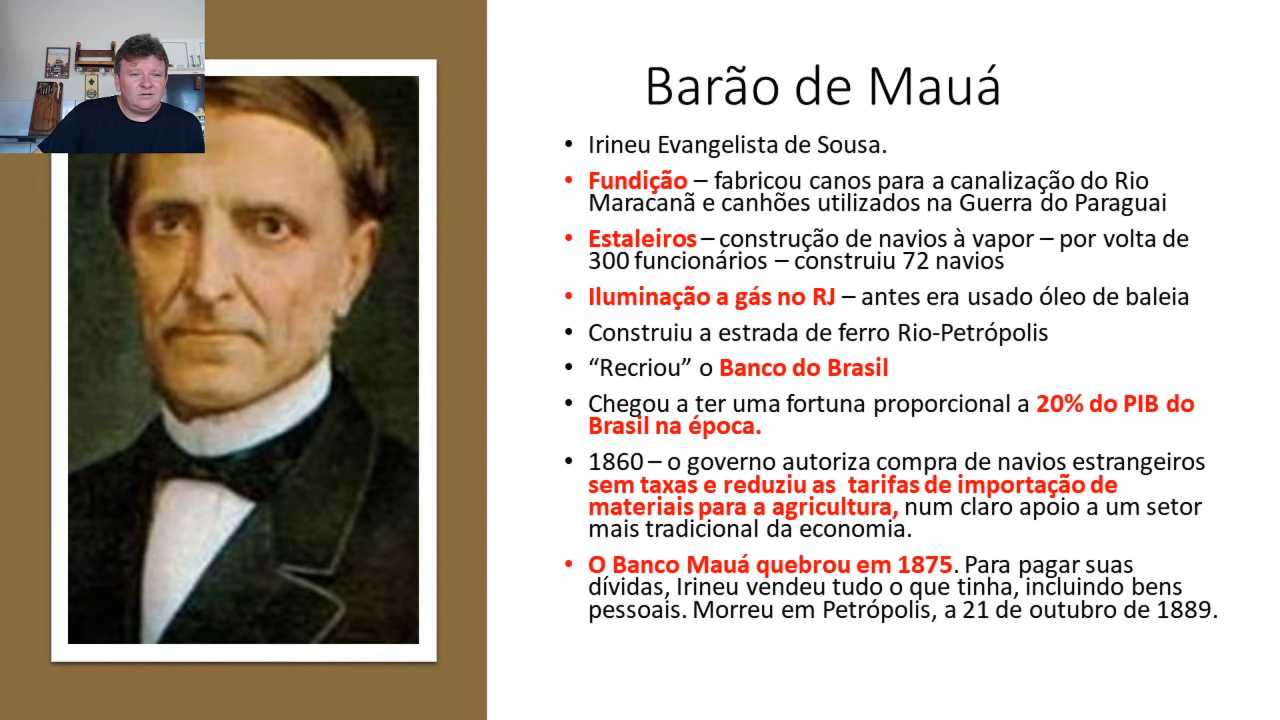 Barão de Mauá
• Irineu Evangelista de Sousa.
• Fundição – fabricou canos para a canalização do Rio
Maracanã e canhões utilizados na Guerra do Paraguai
• Estaleiros – construção de navios à vapor – por volta de
300 funcionários – construiu 72 navios
• Iluminação a gás no RJ – antes era usado óleo de baleia
• Construiu a estrada de ferro Rio-Petrópolis
• “Recriou” o Banco do Brasil
• Chegou a ter uma fortuna proporcional a 20% do PIB do
Brasil na época.
• 1860 – o governo autoriza compra de navios estrangeiros
sem taxas e reduziu as tarifas de importação de
materiais para a agricultura, num claro apoio a um setor
mais tradicional da economia.
• O Banco Mauá quebrou em 1875. Para pagar suas
dívidas, Irineu vendeu tudo o que tinha, incluindo bens
pessoais. Morreu em Petrópolis, a 21 de outubro de 1889.